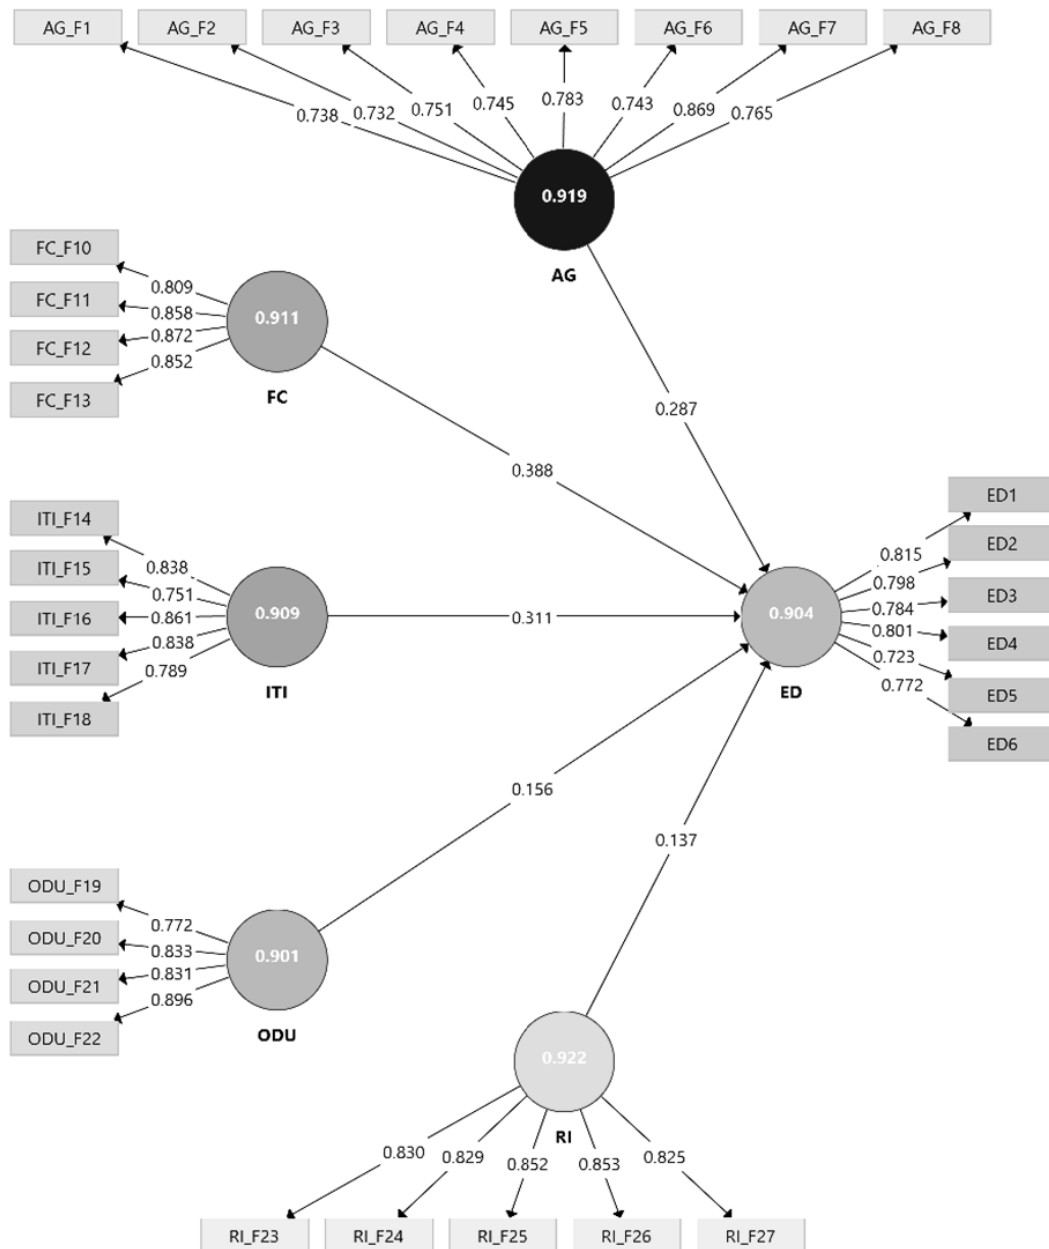 AG_F1 AG_F2 AG_F3 AG_F4 AG_F5 AG_F6 AG_F7 AG_F8
0.738 0.732 0.751 0.745 0.783 0.743 0.869 0.765
0.919
AG
FC_F10
FC_F11
FC_F12
FC_F13
0.809
0.858
0.872
0.852
0.911
FC
0.287
0.388
ITI_F14
ITI_F15
ITI_F16
ITI_F17
ITI_F18
0.838
0.751
0.861
0.838
0.789
0.909
ITI
0.311
0.904
ED
0.815
0.798
0.784
0.801
0.723
0.772
ED1
ED2
ED3
ED4
ED5
ED6
0.156
0.137
ODU_F19
ODU_F20
ODU_F21
ODU_F22
0.772
0.833
0.831
0.896
0.901
ODU
0.922
RI
0.830 0.829 0.852 0.853 0.825
RI_F23 RI_F24 RI_F25 RI_F26 RI_F27